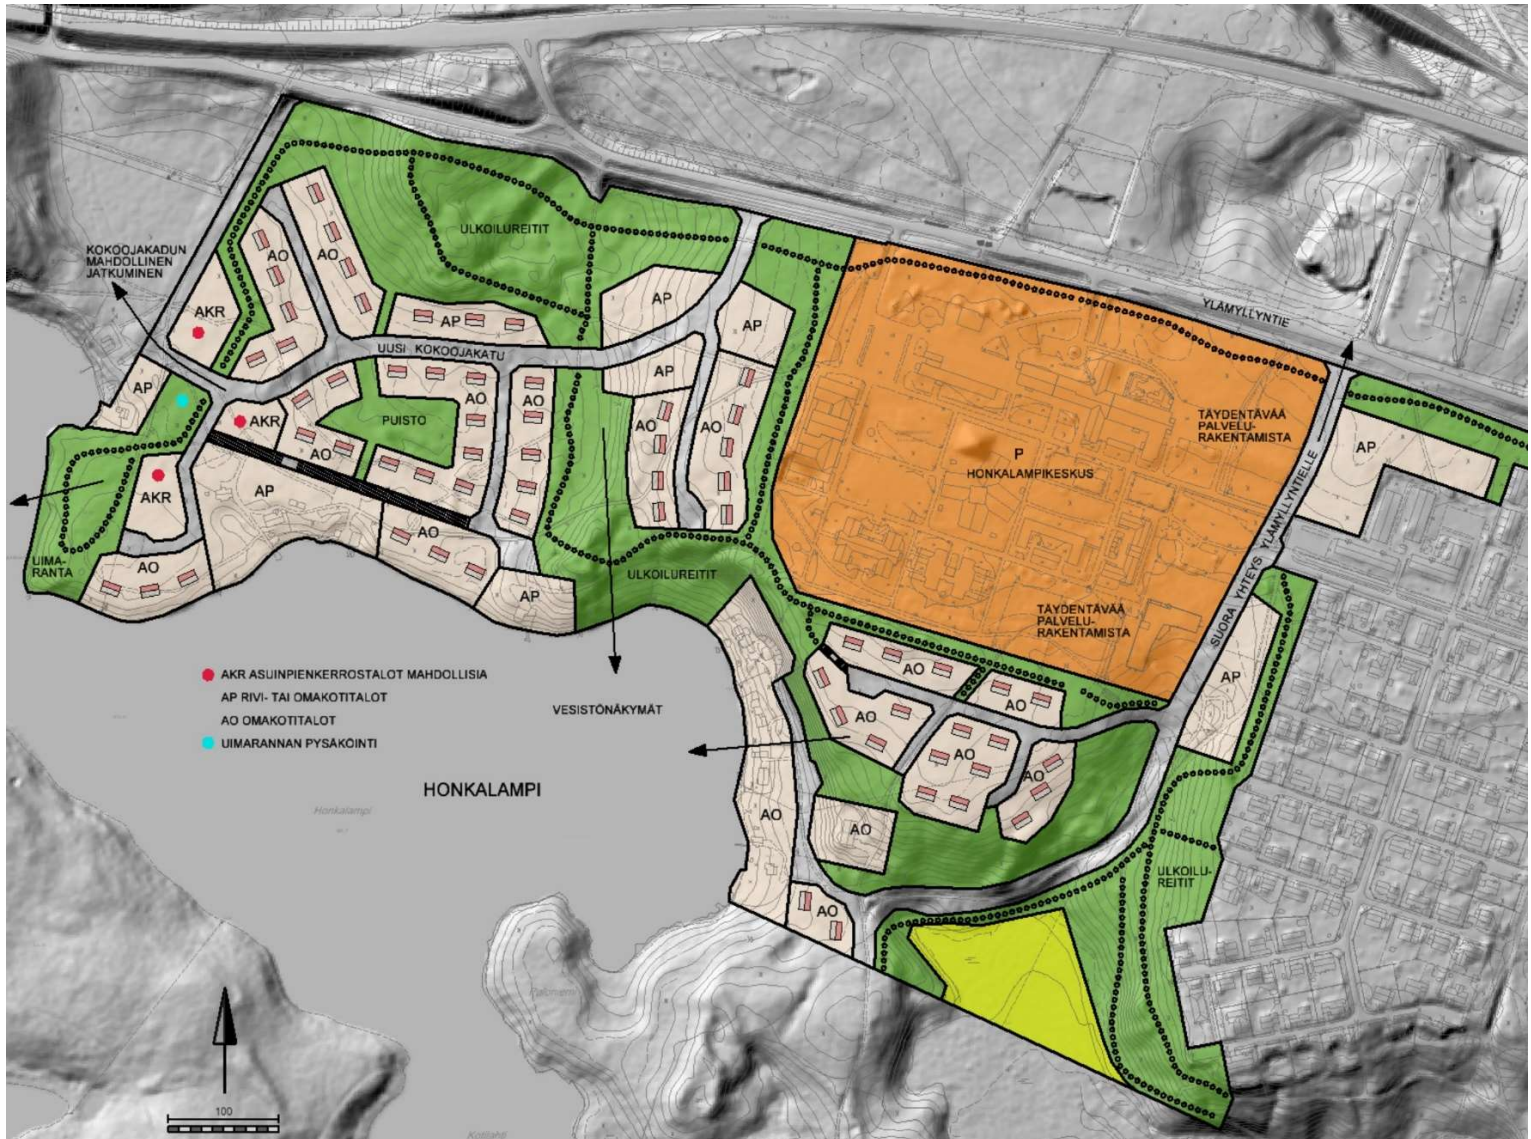 ULKOILUREITIT
KOKOOJAKADUN
MAHDOLLINEN
JATKUMINEN
AO
AO
AKR
AP
AP
AP
YLÄMYLLYNTIE
UUSI KOKOOJAKATU
AP
AP
AKR
PUISTO
AO
AO
AO
AO
AO
AKR
AP
AO
TÄYDENTÄVÄÄ
PALVELU-
RAKENTAMISTA
P
HONKALAMPIKESKUS
AP
SUORA YHTEYS YLÄMYLLYNTIELLE
UIMA-
RANTA
AO
AP
ULKOILUREITIT
TÄYDENTÄVÄÄ
PALVELU-
RAKENTAMISTA
AKR ASUINPIENKERROSTALOT MAHDOLLISIA
AP RIVI- TAI OMAKOTITALOT
AO OMAKOTITALOT
UIMARANNAN PYSÄKÖINTI
VESISTÖNÄKYMÄT
AO
AO
AO
AP
AO
AO
HONKALAMPI
Honkalampi
AO
AO
AO
ULKOILU-
REITIT
100